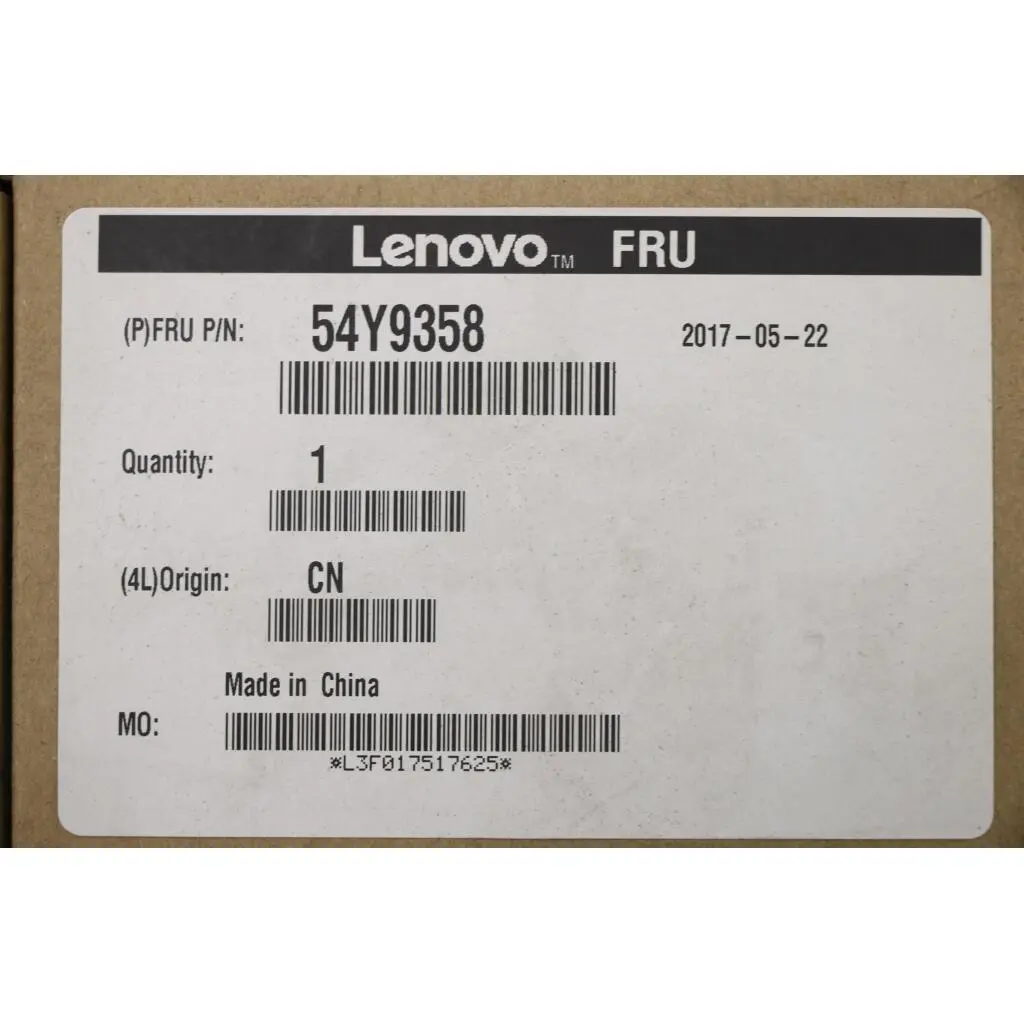 Lenovo™ FRU
(P)FRU P/N: 54Y9358 2017-05-22
Quantity: 1
(4L)Origin: CN
Made in China
MO:
*L3F017517625*